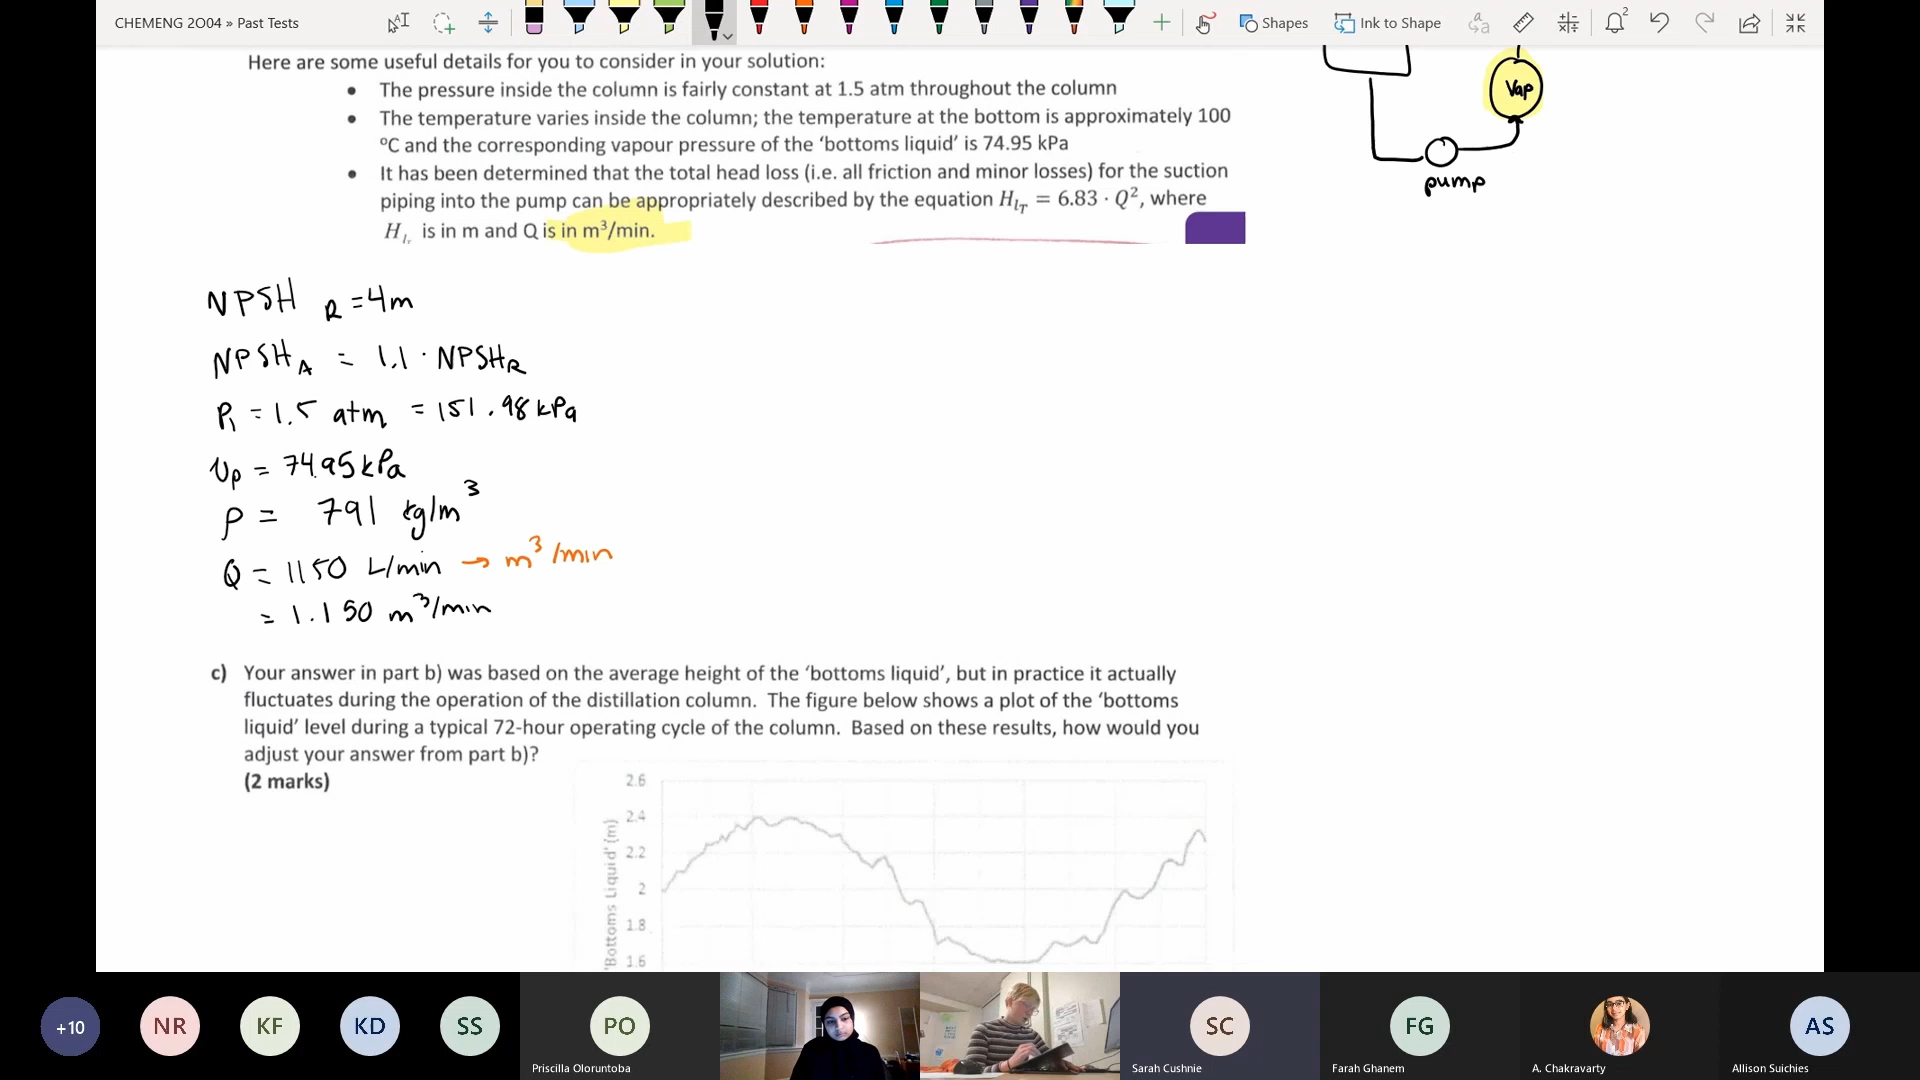 CHEMENG 2O04 » Past Tests
Shapes
Ink to Shape
2
Here are some useful details for you to consider in your solution:
• The pressure inside the column is fairly constant at 1.5 atm throughout the column
• The temperature varies inside the column; the temperature at the bottom is approximately 100
ºC and the corresponding vapour pressure of the ‘bottoms liquid’ is 74.95 kPa
• It has been determined that the total head loss (i.e. all friction and minor losses) for the suction
piping into the pump can be appropriately described by the equation H_lT = 6.83 · Q², where
H_l is in m and Q is in m³/min.
Vap
pump
NPSH R = 4m
NPSH A = 1.1 · NPSH R
P1 = 1.5 atm = 151.98 kPa
Vp = 74.95 kPa
ρ = 791 kg/m³
Q = 1150 L/min → m³/min
= 1.150 m³/min
c) Your answer in part b) was based on the average height of the ‘bottoms liquid’, but in practice it actually
fluctuates during the operation of the distillation column. The figure below shows a plot of the ‘bottoms
liquid’ level during a typical 72-hour operating cycle of the column. Based on these results, how would you
adjust your answer from part b)?
(2 marks)
2.6
2.4
2.2
2
1.8
1.6
'Bottoms Liquid' (m)
+10
NR
KF
KD
SS
PO
SC
FG
AS
Priscilla Oloruntoba
Sarah Cushnie
Farah Ghanem
A. Chakravarty
Allison Suichies